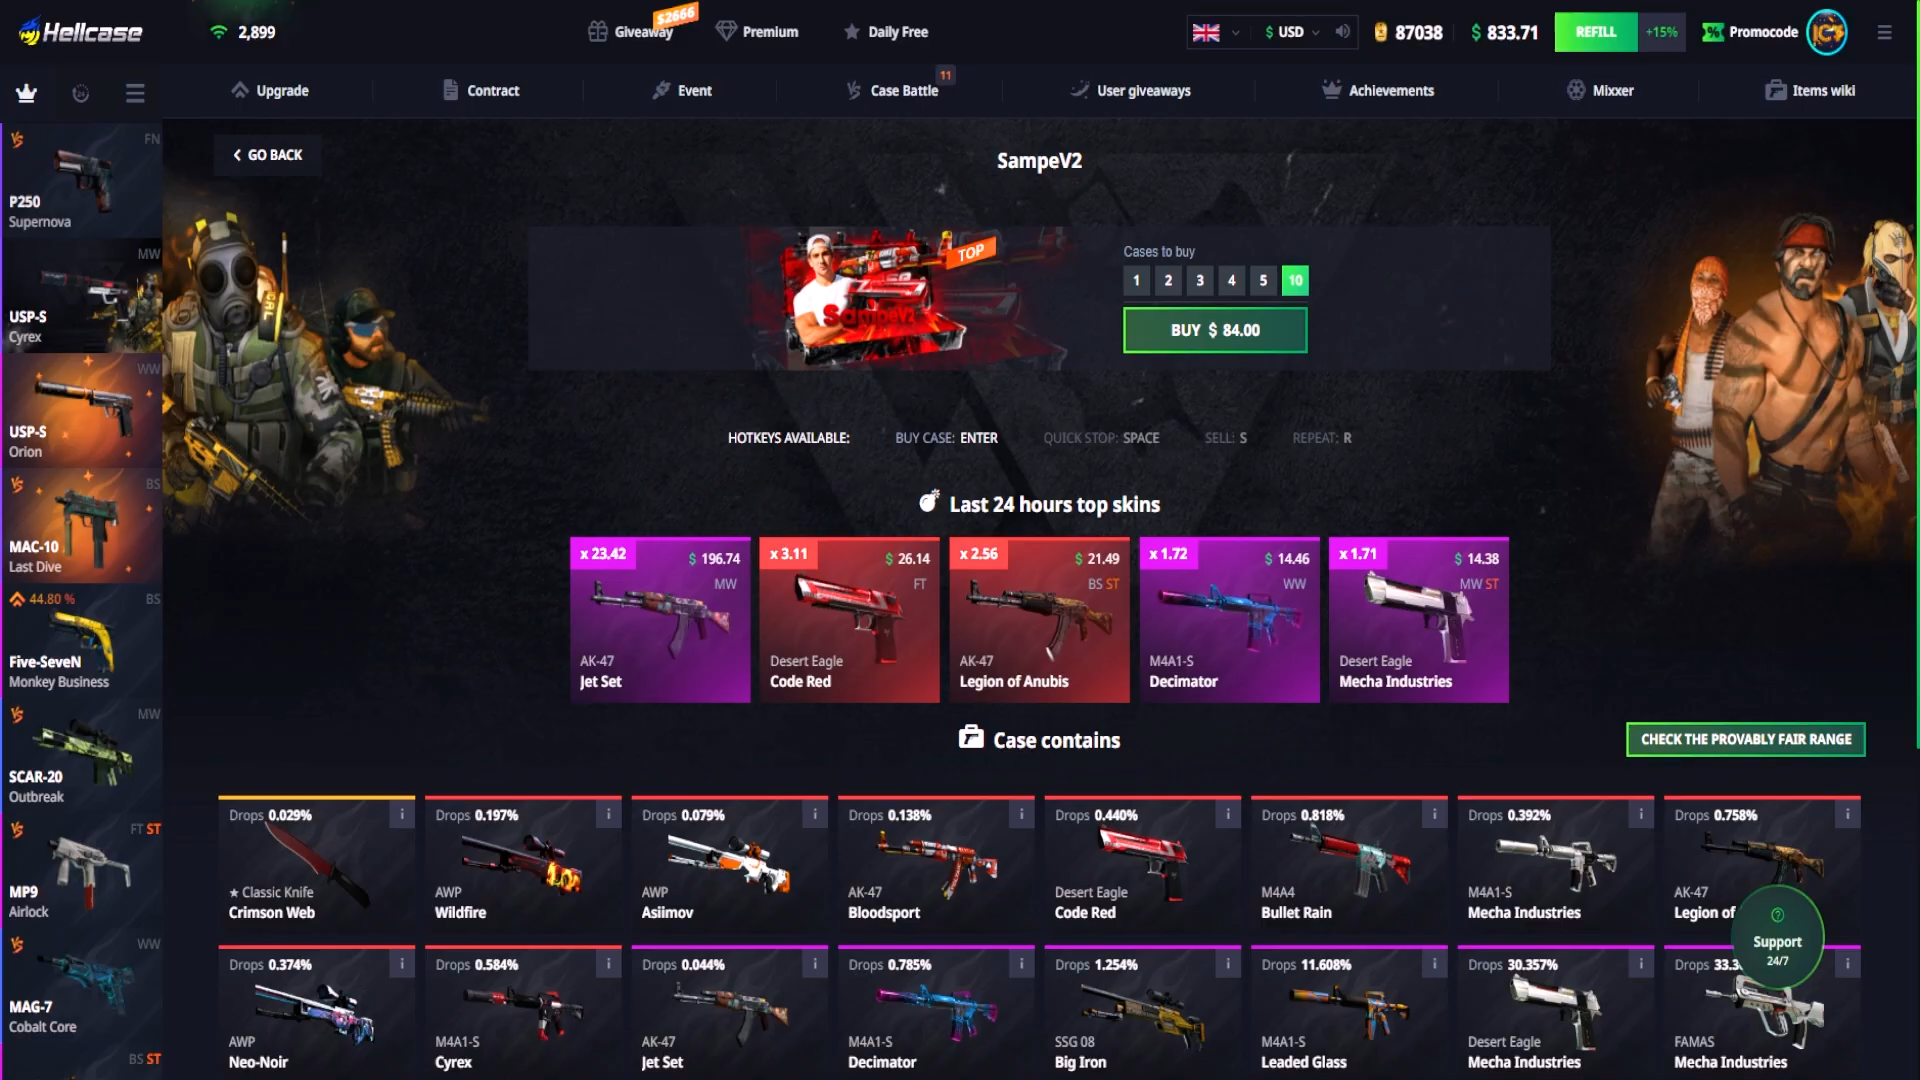 Hellcase
2,899
Giveaway
$2666
Premium
Daily Free
$ USD
87038
$ 833.71
REFILL
+15%
Promocode
Upgrade
Contract
Event
Case Battle
11
User giveaways
Achievements
Mixxer
Items wiki
FN
P250
Supernova
MW
USP-S
Cyrex
WW
USP-S
Orion
BS
MAC-10
Last Dive
44.80 %
BS
Five-SeveN
Monkey Business
MW
SCAR-20
Outbreak
FT ST
MP9
Airlock
WW
MAG-7
Cobalt Core
BS ST
GO BACK
SampeV2
TOP
SampeV2
Cases to buy
1 2 3 4 5 10
BUY $ 84.00
HOTKEYS AVAILABLE: BUY CASE: ENTER QUICK STOP: SPACE SELL: S REPEAT: R
Last 24 hours top skins
x 23.42
$ 196.74
MW
AK-47
Jet Set
x 3.11
$ 26.14
FT
Desert Eagle
Code Red
x 2.56
$ 21.49
BS ST
AK-47
Legion of Anubis
x 1.72
$ 14.46
WW
M4A1-S
Decimator
x 1.71
$ 14.38
MW ST
Desert Eagle
Mecha Industries
Case contains
CHECK THE PROVABLY FAIR RANGE
Drops 0.029%
★ Classic Knife
Crimson Web
Drops 0.197%
AWP
Wildfire
Drops 0.079%
AWP
Asiimov
Drops 0.138%
AK-47
Bloodsport
Drops 0.440%
Desert Eagle
Code Red
Drops 0.818%
M4A4
Bullet Rain
Drops 0.392%
M4A1-S
Mecha Industries
Drops 0.758%
AK-47
Legion of
Drops 0.374%
AWP
Neo-Noir
Drops 0.584%
M4A1-S
Cyrex
Drops 0.044%
AK-47
Jet Set
Drops 0.785%
M4A1-S
Decimator
Drops 1.254%
SSG 08
Big Iron
Drops 11.608%
M4A1-S
Leaded Glass
Drops 30.357%
Desert Eagle
Mecha Industries
Drops 33.3
FAMAS
Mecha Industries
Support
24/7